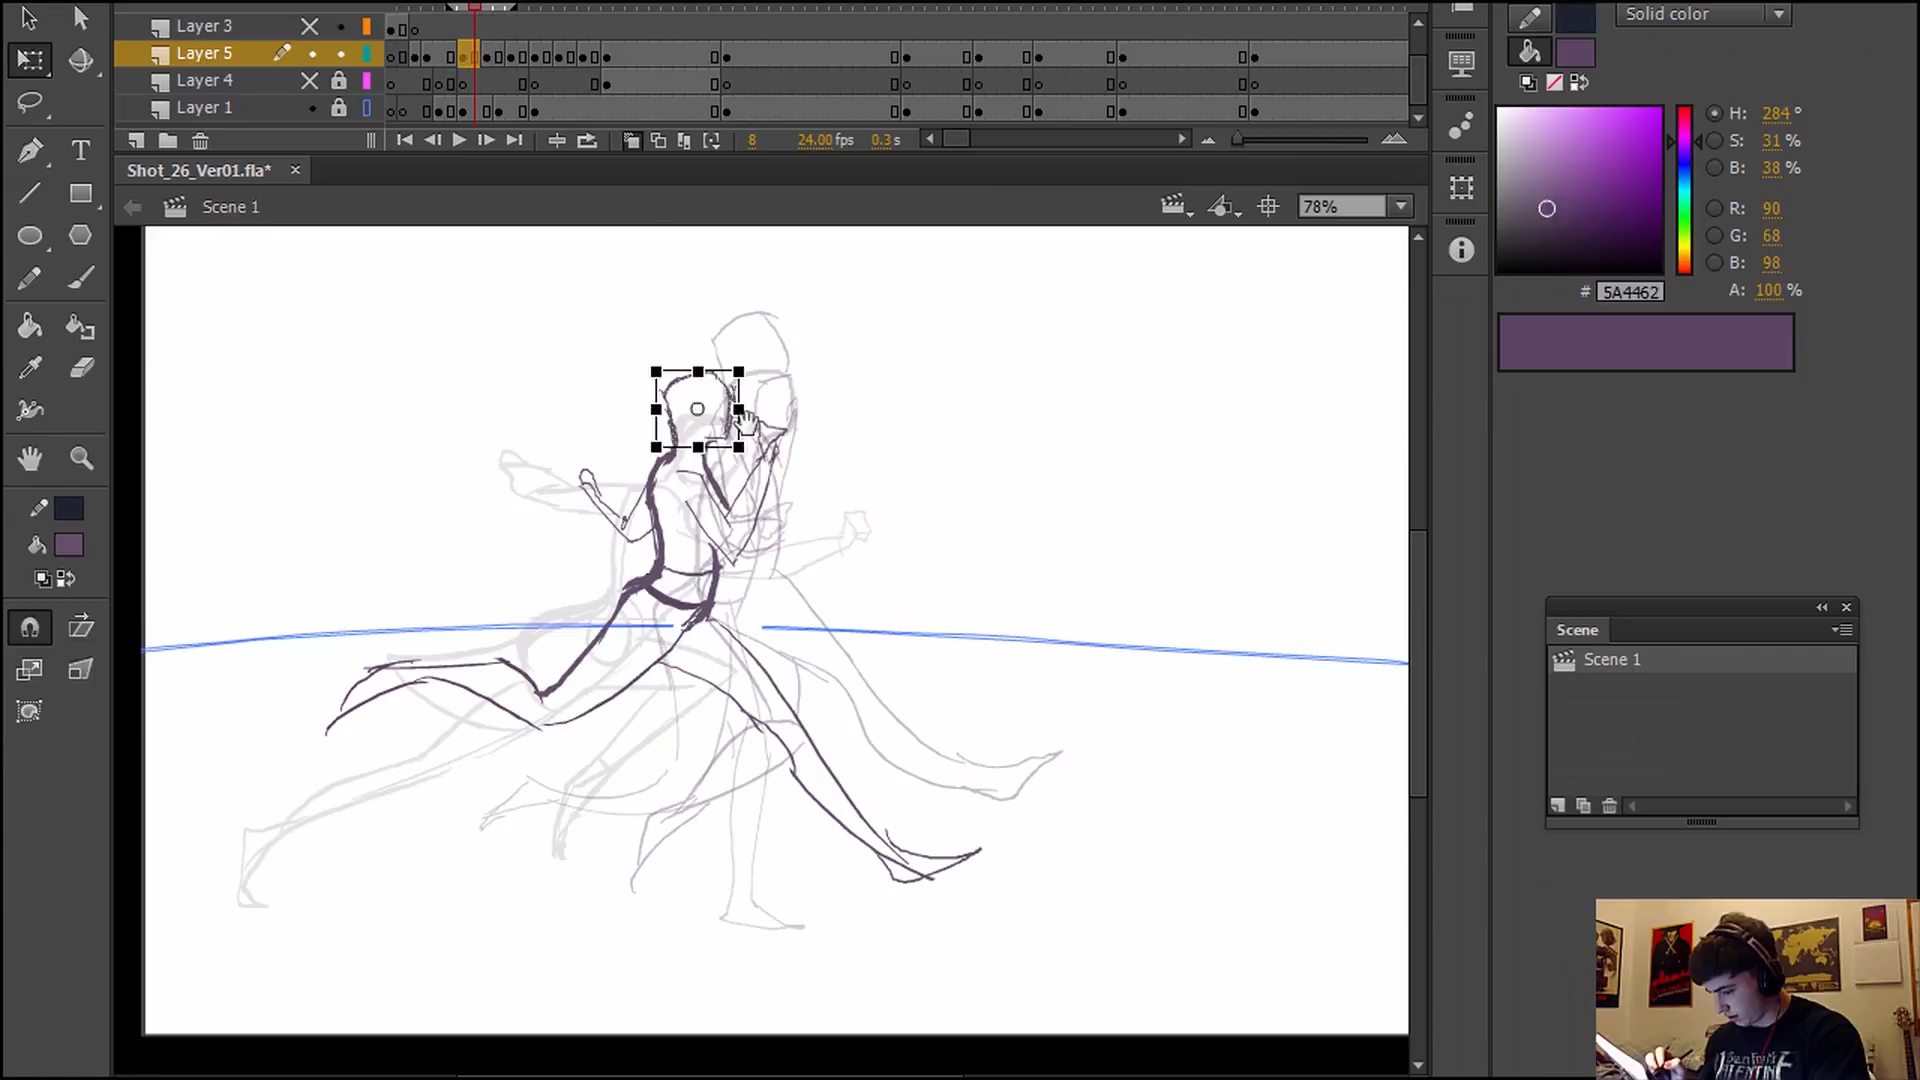 Layer 3
Layer 5
Layer 4
Layer 1
8 24.00 fps 0.3 s
Shot_26_Ver01.fla*
Scene 1
78%
T
Solid color
H: 284 °
S: 31 %
B: 38 %
R: 90
G: 68
B: 98
# 5A4462
A: 100 %
Scene
Scene 1